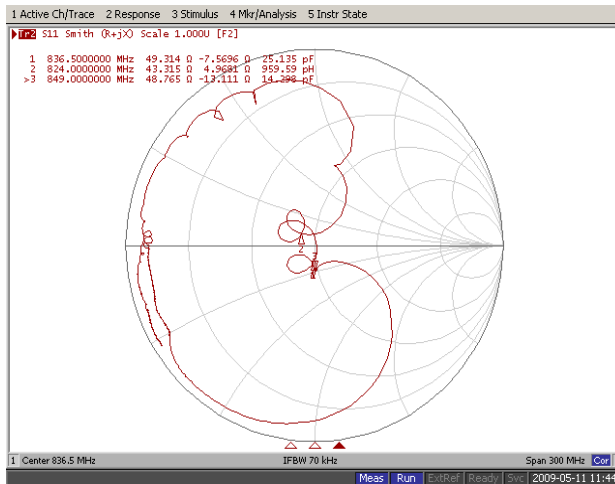 1 Active Ch/Trace 2 Response 3 Stimulus 4 Mkr/Analysis 5 Instr State
Tr2 S11 Smith (R+jX) Scale 1.000U [F2]
1 836.5000000 MHz 49.314 Ω -7.5696 Ω 25.135 pF
2 824.0000000 MHz 43.315 Ω 4.9681 Ω 959.59 pH
>3 849.0000000 MHz 48.765 Ω -13.111 Ω 14.298 pF
2
3
1 Center 836.5 MHz IFBW 70 kHz Span 300 MHz Cor
Meas Run ExtRef Ready Svc 2009-05-11 11:44